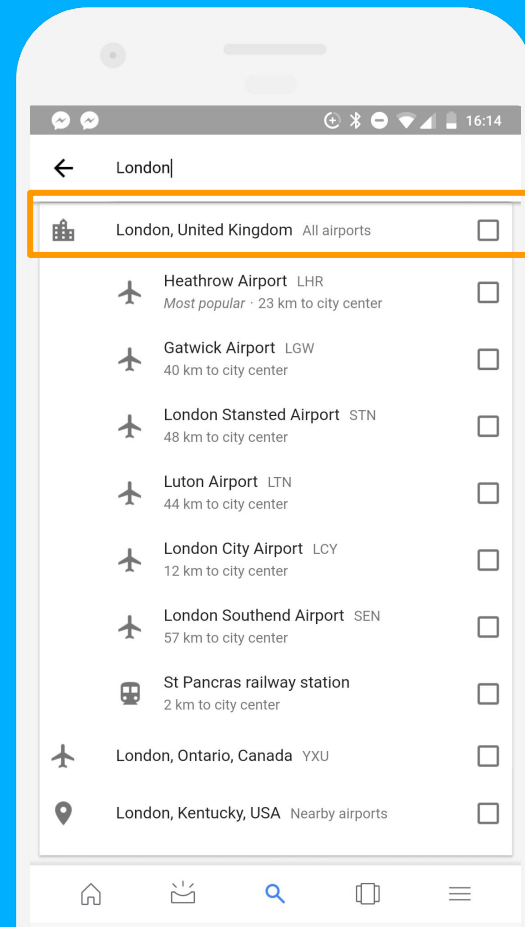 16:14
London
London, United Kingdom All airports
Heathrow Airport LHR
Most popular · 23 km to city center
Gatwick Airport LGW
40 km to city center
London Stansted Airport STN
48 km to city center
Luton Airport LTN
44 km to city center
London City Airport LCY
12 km to city center
London Southend Airport SEN
57 km to city center
St Pancras railway station
2 km to city center
London, Ontario, Canada YXU
London, Kentucky, USA Nearby airports